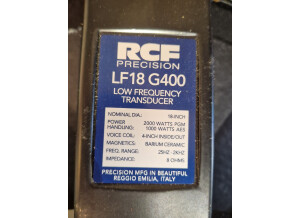 RCF
PRECISION
LF18 G400
LOW FREQUENCY
TRANSDUCER
NOMINAL DIA.: 18-INCH
POWER HANDLING: 2000 WATTS PGM
1000 WATTS AES
VOICE COIL: 4-INCH INSIDE/OUT
MAGNETICS: BARIUM CERAMIC
FREQ. RANGE: 25HZ - 2KHZ
IMPEDANCE: 8 OHMS
PRECISION MFG IN BEAUTIFUL
REGGIO EMILIA, ITALY